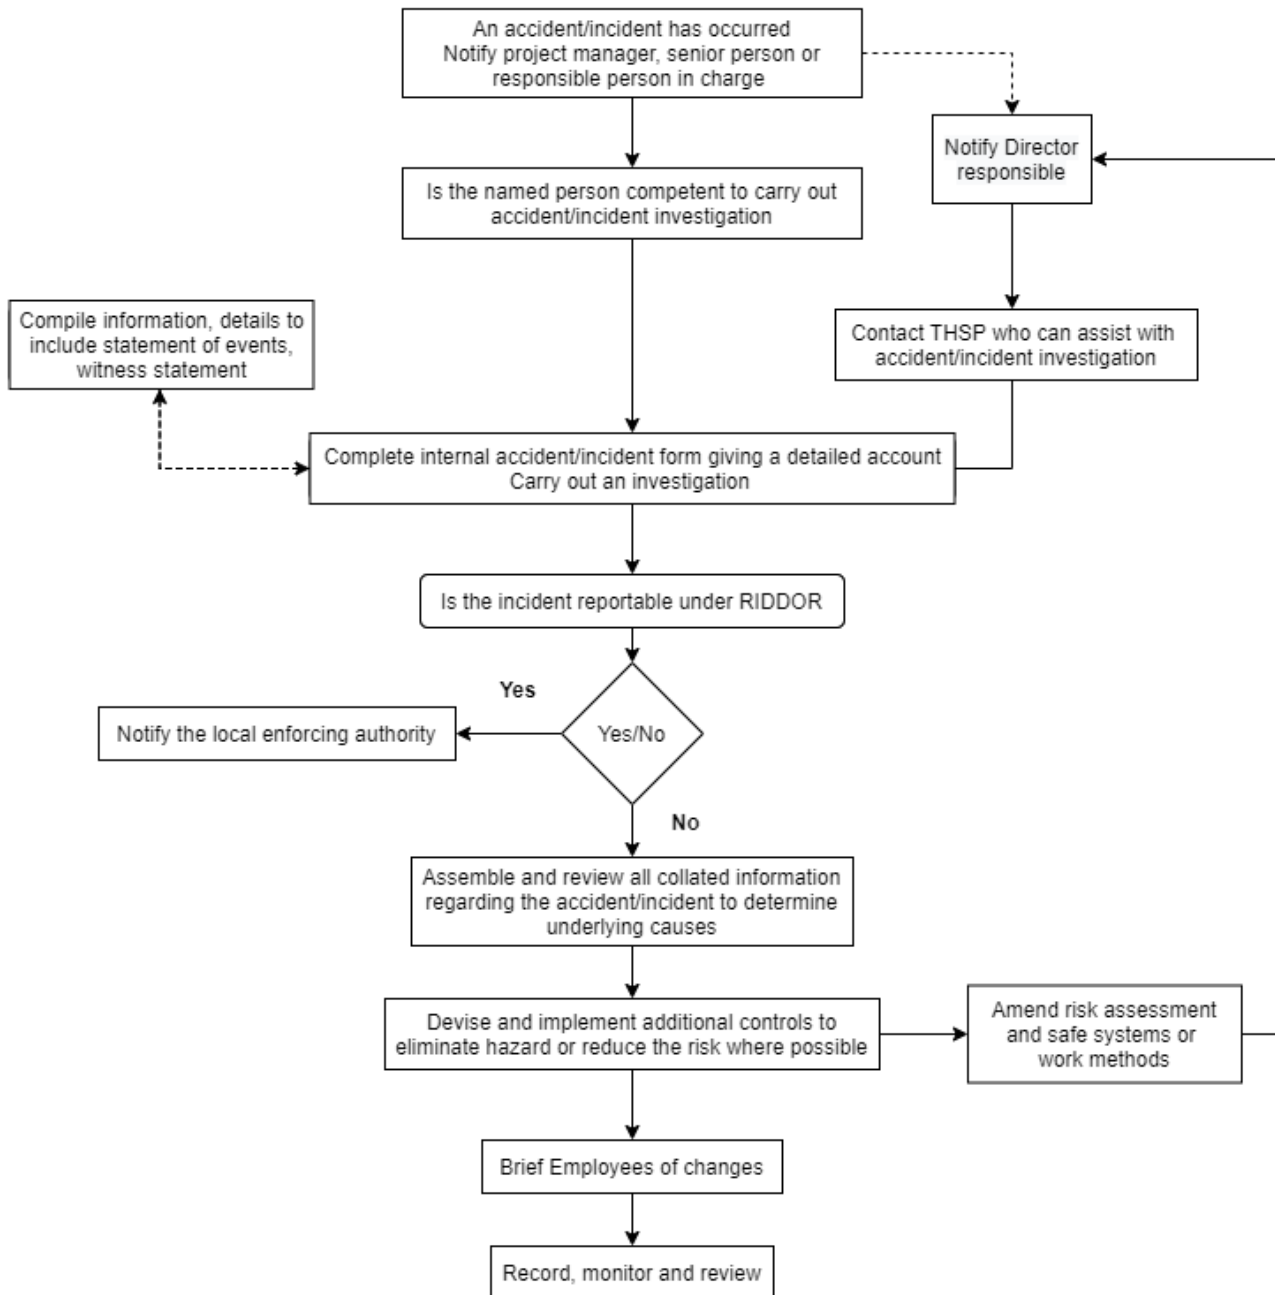 An accident/incident has occurred
Notify project manager, senior person or
responsible person in charge
Notify Director
responsible
Is the named person competent to carry out
accident/incident investigation
Compile information, details to
include statement of events,
witness statement
Contact THSP who can assist with
accident/incident investigation
Complete internal accident/incident form giving a detailed account
Carry out an investigation
Is the incident reportable under RIDDOR
Yes
Notify the local enforcing authority
Yes/No
No
Assemble and review all collated information
regarding the accident/incident to determine
underlying causes
Devise and implement additional controls to
eliminate hazard or reduce the risk where possible
Amend risk assessment
and safe systems or
work methods
Brief Employees of changes
Record, monitor and review